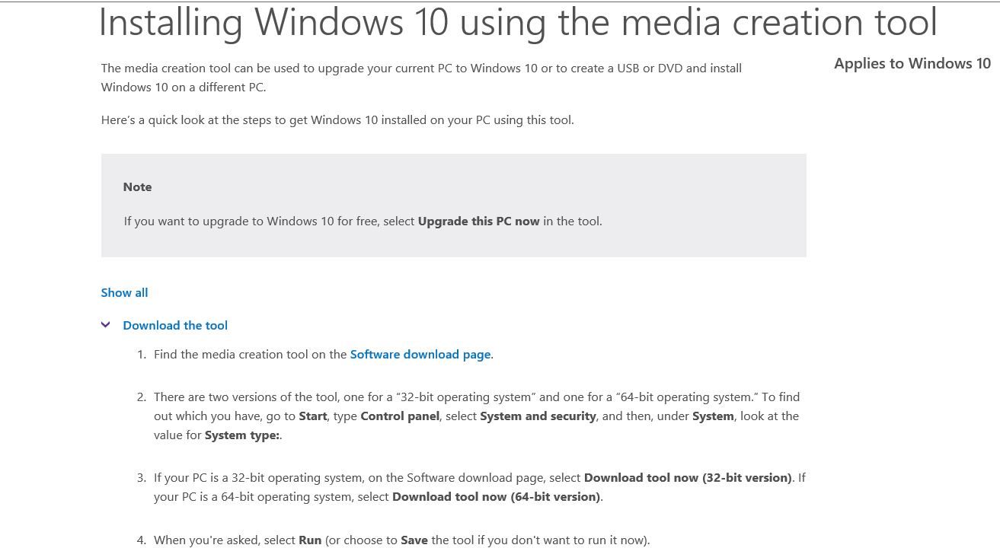 Installing Windows 10 using the media creation tool
Applies to Windows 10
The media creation tool can be used to upgrade your current PC to Windows 10 or to create a USB or DVD and install
Windows 10 on a different PC.
Here's a quick look at the steps to get Windows 10 installed on your PC using this tool.
Note
If you want to upgrade to Windows 10 for free, select Upgrade this PC now in the tool.
Show all
Download the tool
1. Find the media creation tool on the Software download page.
2. There are two versions of the tool, one for a “32-bit operating system” and one for a “64-bit operating system.” To find
out which you have, go to Start, type Control panel, select System and security, and then, under System, look at the
value for System type:.
3. If your PC is a 32-bit operating system, on the Software download page, select Download tool now (32-bit version). If
your PC is a 64-bit operating system, select Download tool now (64-bit version).
4. When you're asked, select Run (or choose to Save the tool if you don't want to run it now).